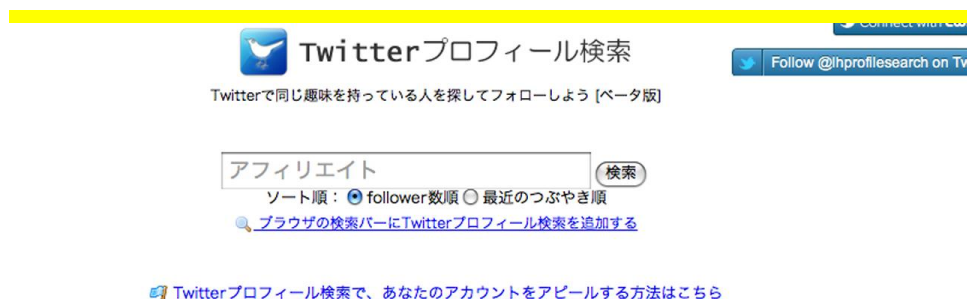 Connect with
Twitterプロフィール検索
Follow @lhprofilesearch on Tw
Twitterで同じ趣味を持っている人を探してフォローしよう [ベータ版]
アフィリエイト
検索
ソート順： follower数順 最近のつぶやき順
ブラウザの検索バーにTwitterプロフィール検索を追加する
Twitterプロフィール検索で、あなたのアカウントをアピールする方法はこちら